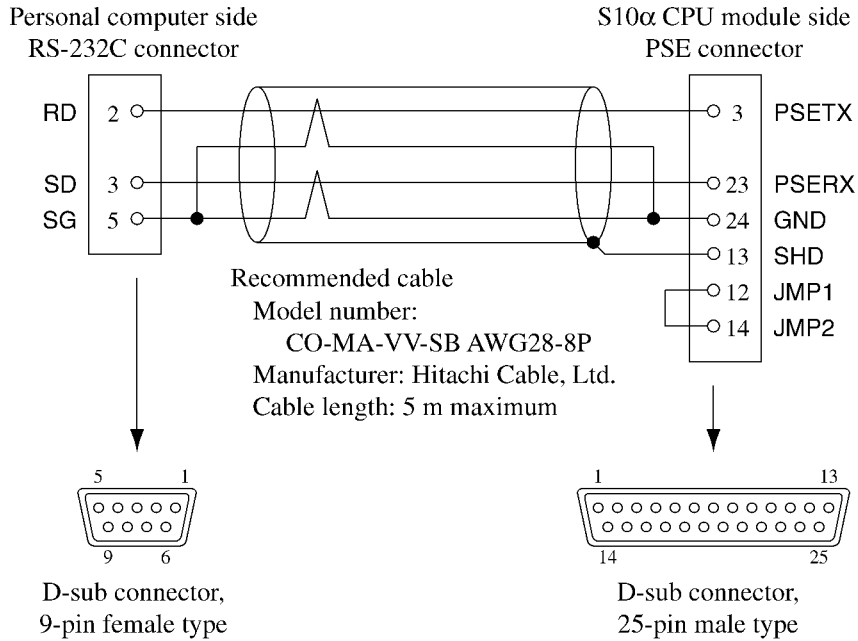 Personal computer side
RS-232C connector
S10α CPU module side
PSE connector
RD 2
3 PSETX
SD 3
23 PSERX
SG 5
24 GND
13 SHD
12 JMP1
14 JMP2
Recommended cable
Model number:
CO-MA-VV-SB AWG28-8P
Manufacturer: Hitachi Cable, Ltd.
Cable length: 5 m maximum
5 1
9 6
D-sub connector,
9-pin female type
1 13
14 25
D-sub connector,
25-pin male type